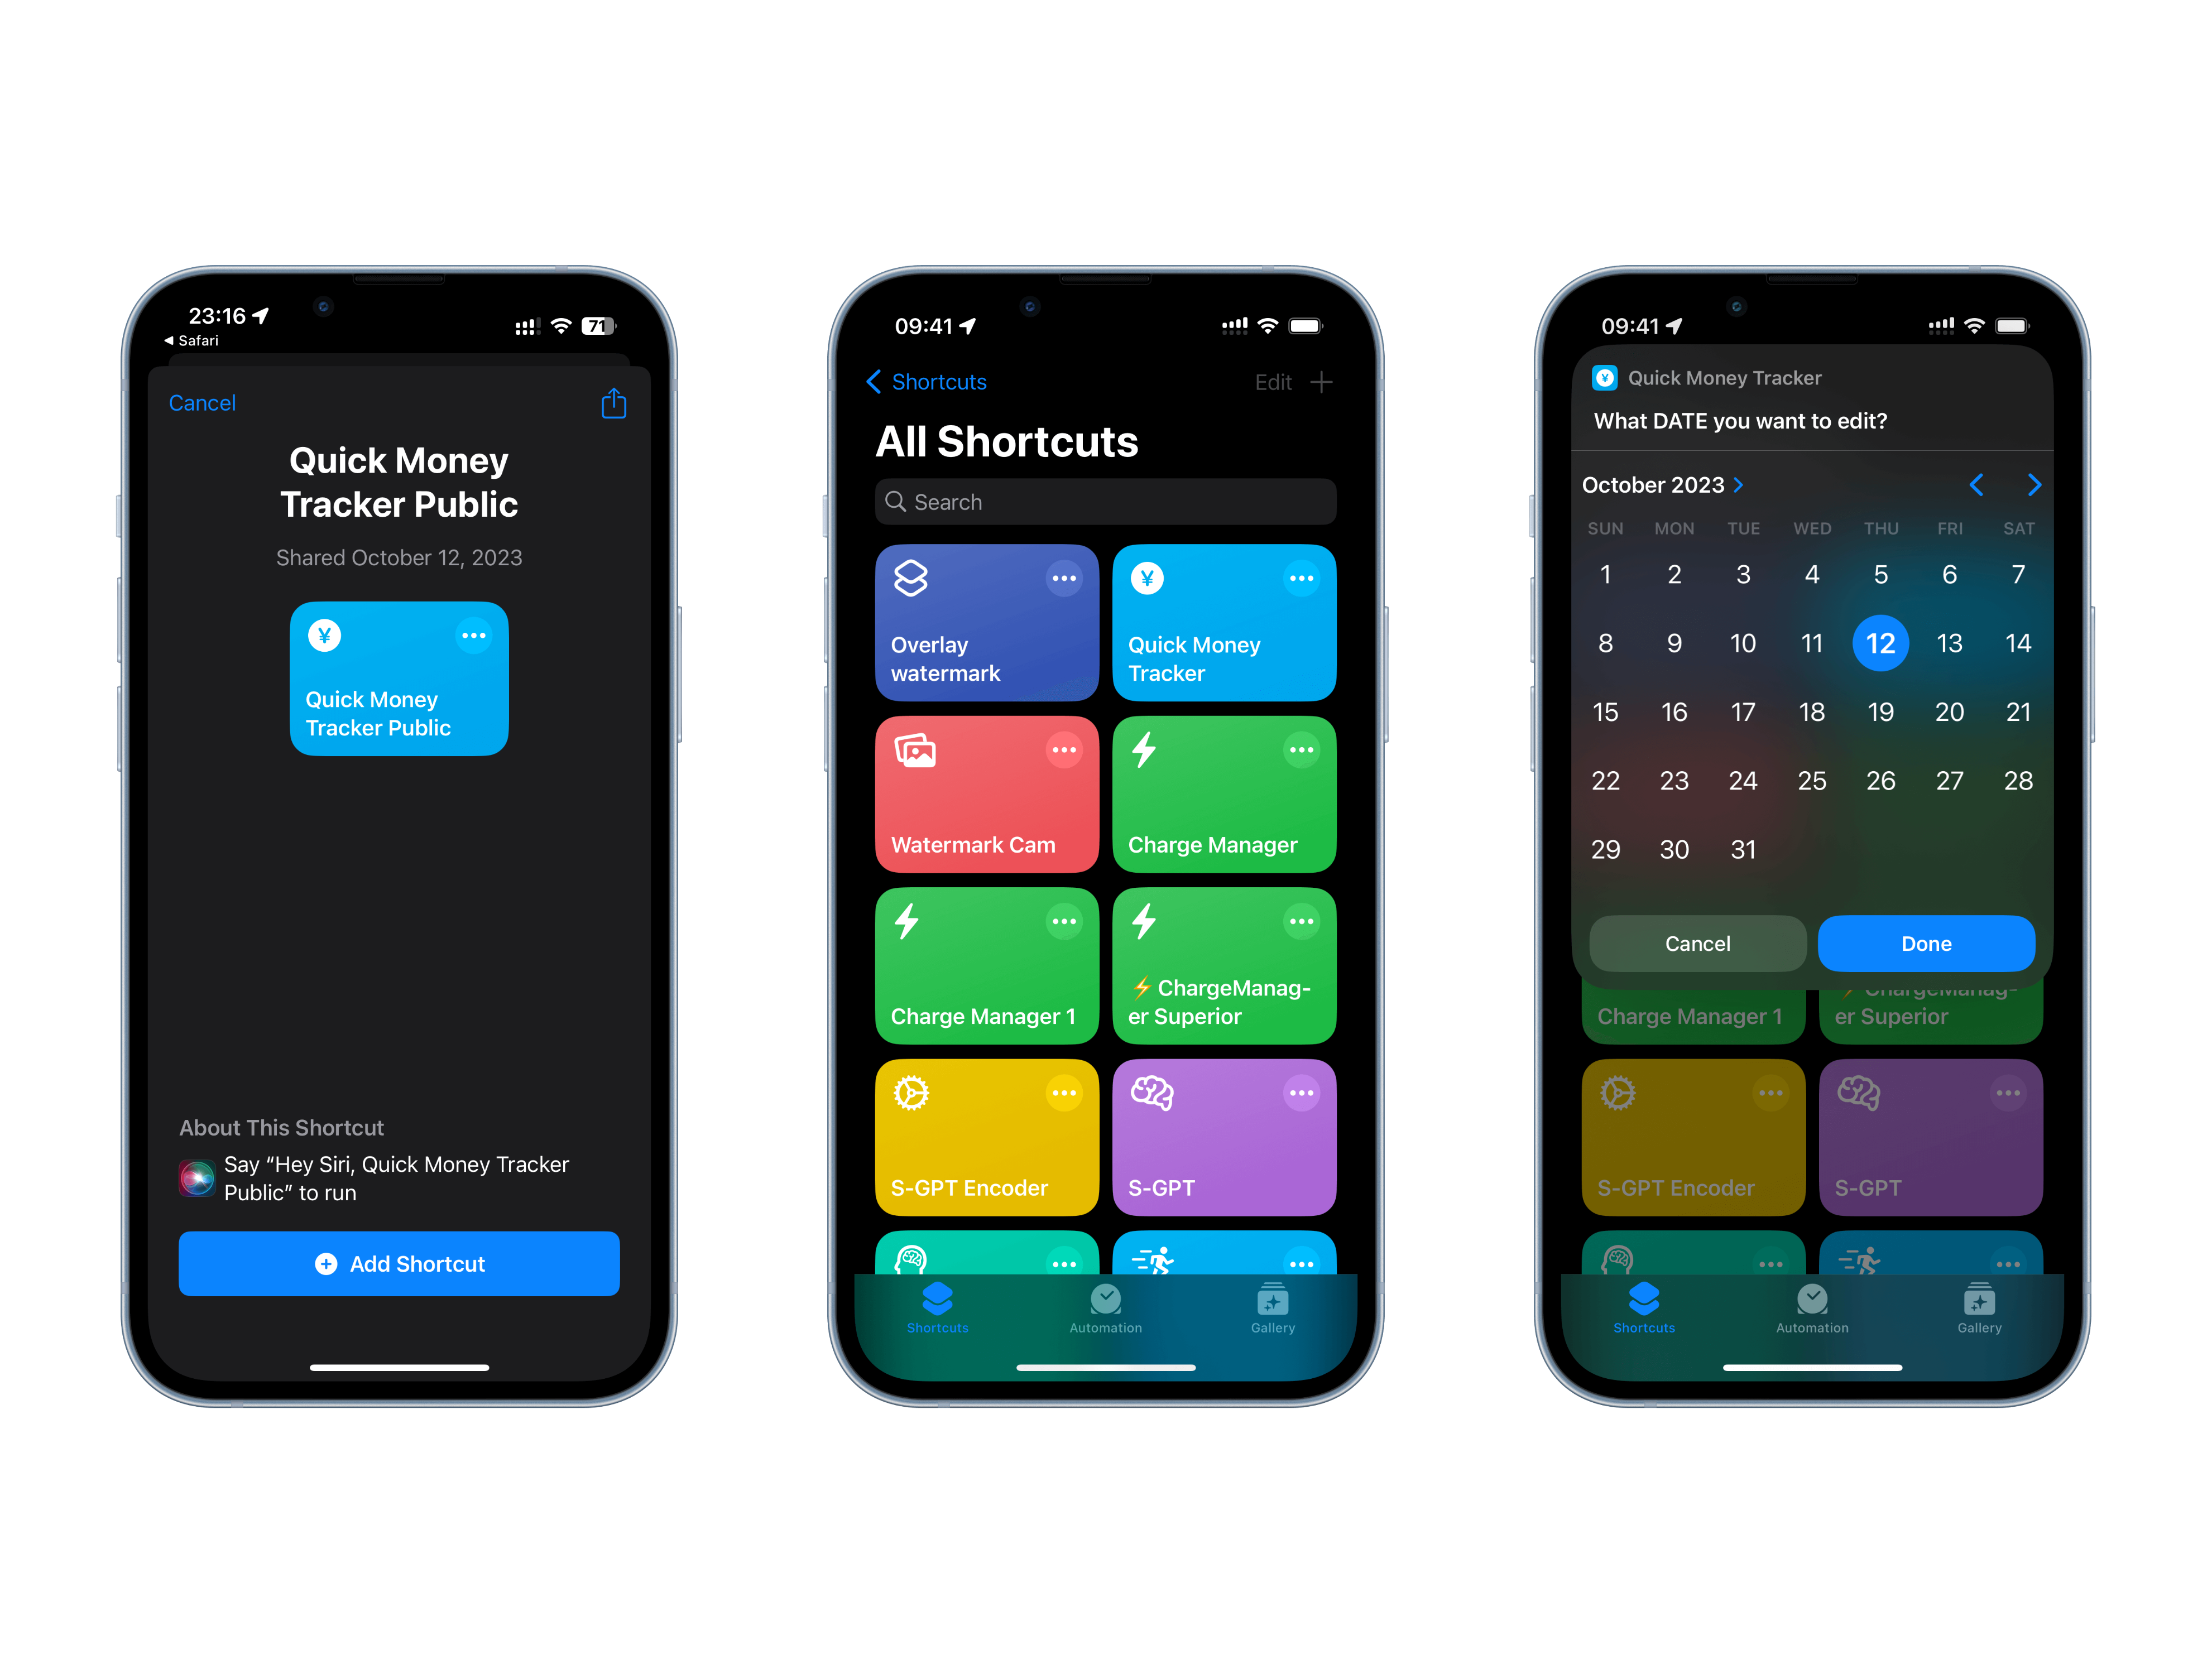 23:16
Safari
71
Cancel
Quick Money
Tracker Public
Shared October 12, 2023
¥
Quick Money
Tracker Public
About This Shortcut
Say “Hey Siri, Quick Money Tracker
Public” to run
Add Shortcut
09:41
Shortcuts
Edit
All Shortcuts
Search
Overlay
watermark
¥
Quick Money
Tracker
Watermark Cam
Charge Manager
Charge Manager 1
⚡ChargeManag-
er Superior
S-GPT Encoder
S-GPT
Shortcuts
Automation
Gallery
09:41
¥
Quick Money Tracker
What DATE you want to edit?
October 2023
SUN MON TUE WED THU FRI SAT
1 2 3 4 5 6 7
8 9 10 11 12 13 14
15 16 17 18 19 20 21
22 23 24 25 26 27 28
29 30 31
Cancel
Done
Charge Manager 1
⚡ChargeManag-
er Superior
S-GPT Encoder
S-GPT
Shortcuts
Automation
Gallery